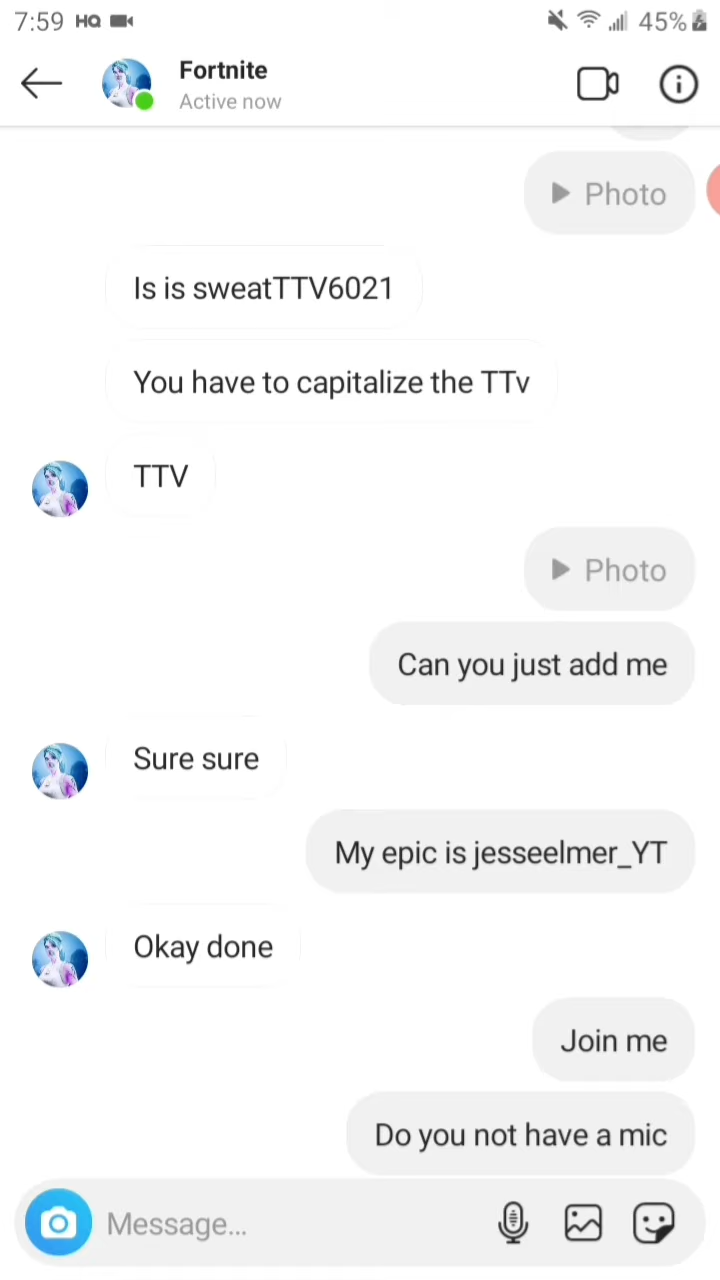 7:59 HQ 45%
Fortnite
Active now
Photo
Is is sweatTTV6021
You have to capitalize the TTv
TTV
Photo
Can you just add me
Sure sure
My epic is jesseelmer_YT
Okay done
Join me
Do you not have a mic
Message...